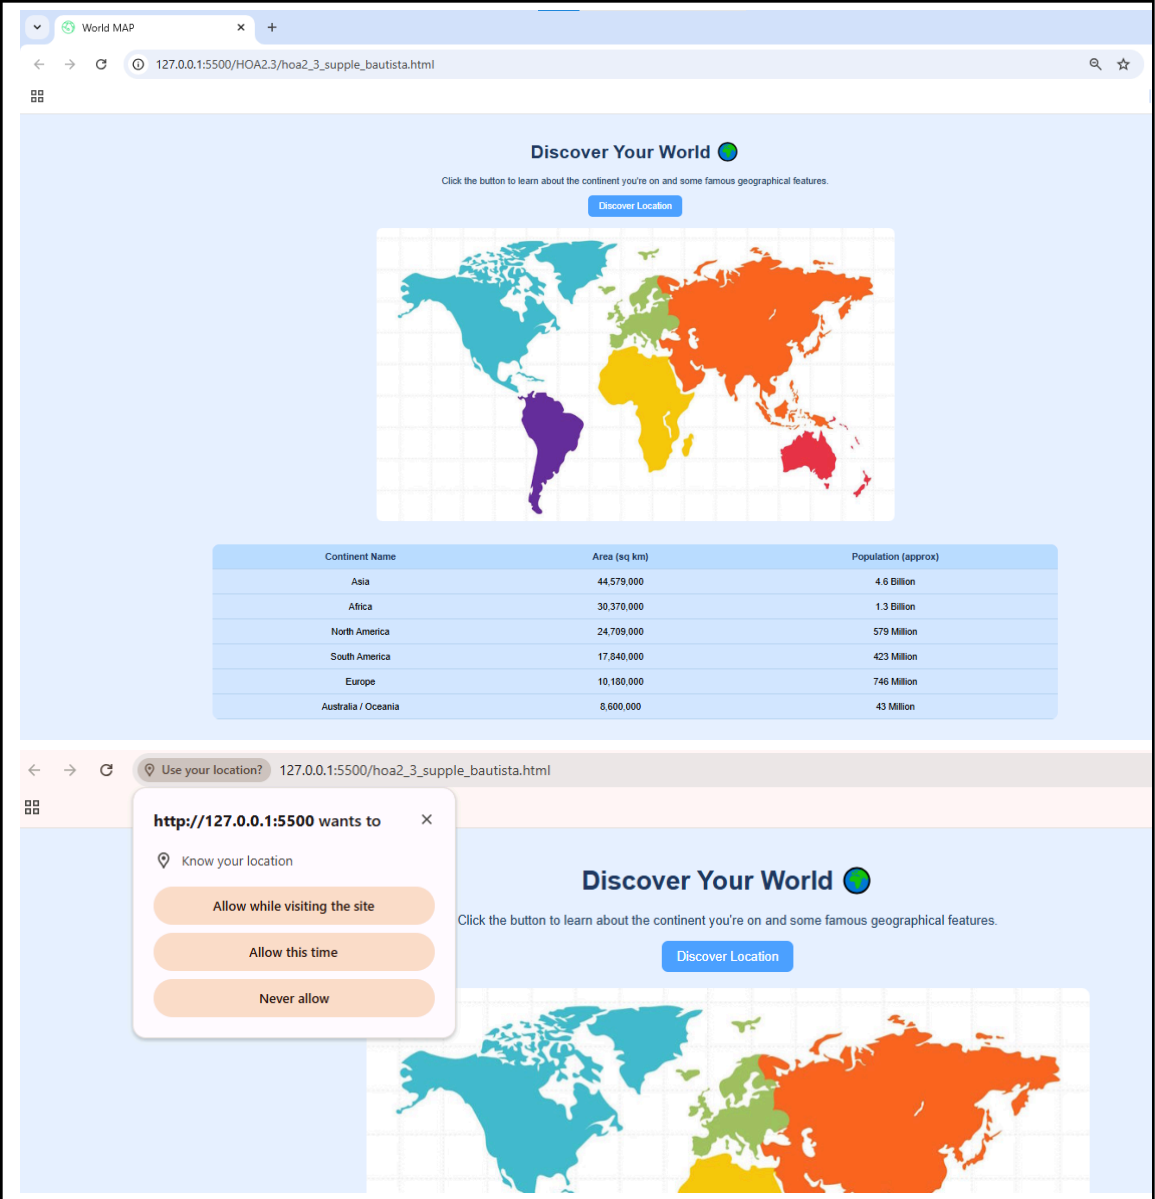 World MAP
127.0.0.1:5500/HOA2.3/hoa2_3_supple_bautista.html
Discover Your World
Click the button to learn about the continent you're on and some famous geographical features.
Discover Location
Continent Name Area (sq km) Population (approx)
Asia 44,579,000 4.6 Billion
Africa 30,370,000 1.3 Billion
North America 24,709,000 579 Million
South America 17,840,000 423 Million
Europe 10,180,000 746 Million
Australia / Oceania 8,600,000 43 Million
Use your location? 127.0.0.1:5500/hoa2_3_supple_bautista.html
http://127.0.0.1:5500 wants to
Know your location
Allow while visiting the site
Allow this time
Never allow
Discover Your World
Click the button to learn about the continent you're on and some famous geographical features.
Discover Location